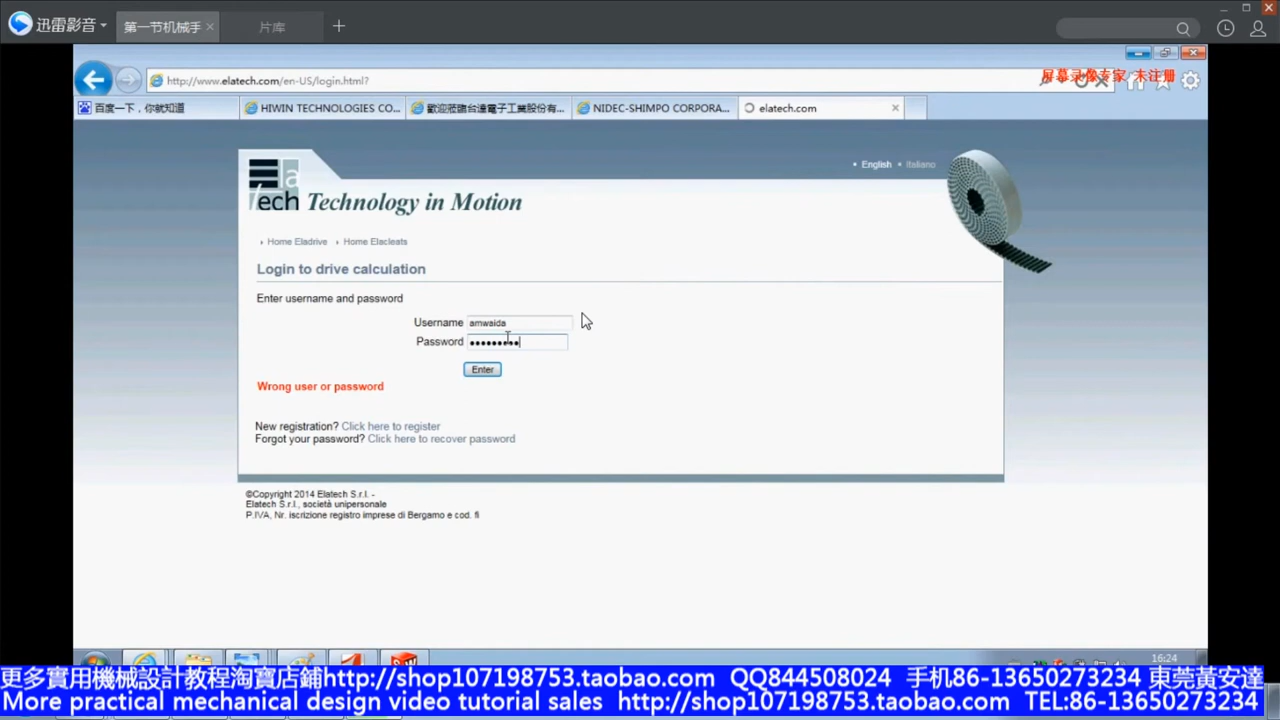 迅雷影音
第一节机械手
片库
http://www.elatech.com/en-US/login.html?
屏幕录像专家 未注册
百度一下，你就知道
HIWIN TECHNOLOGIES CO...
歡迎蒞臨台達電子工業股份有...
NIDEC-SHIMPO CORPORA...
elatech.com
English
Italiano
ela
tech
Technology in Motion
Home Eladrive
Home Elacleats
Login to drive calculation
Enter username and password
Username amwaida
Password •••••••••
Enter
Wrong user or password
New registration? Click here to register
Forgot your password? Click here to recover password
©Copyright 2014 Elatech S.r.l. -
Elatech S.r.l., società unipersonale
P.IVA, Nr. iscrizione registro imprese di Bergamo e cod. fi
16:24
更多實用機械設計教程淘寶店鋪http://shop107198753.taobao.com QQ844508024 手机86-13650273234 東莞黃安達
More practical mechanical design video tutorial sales http://shop107198753.taobao.com TEL:86-13650273234